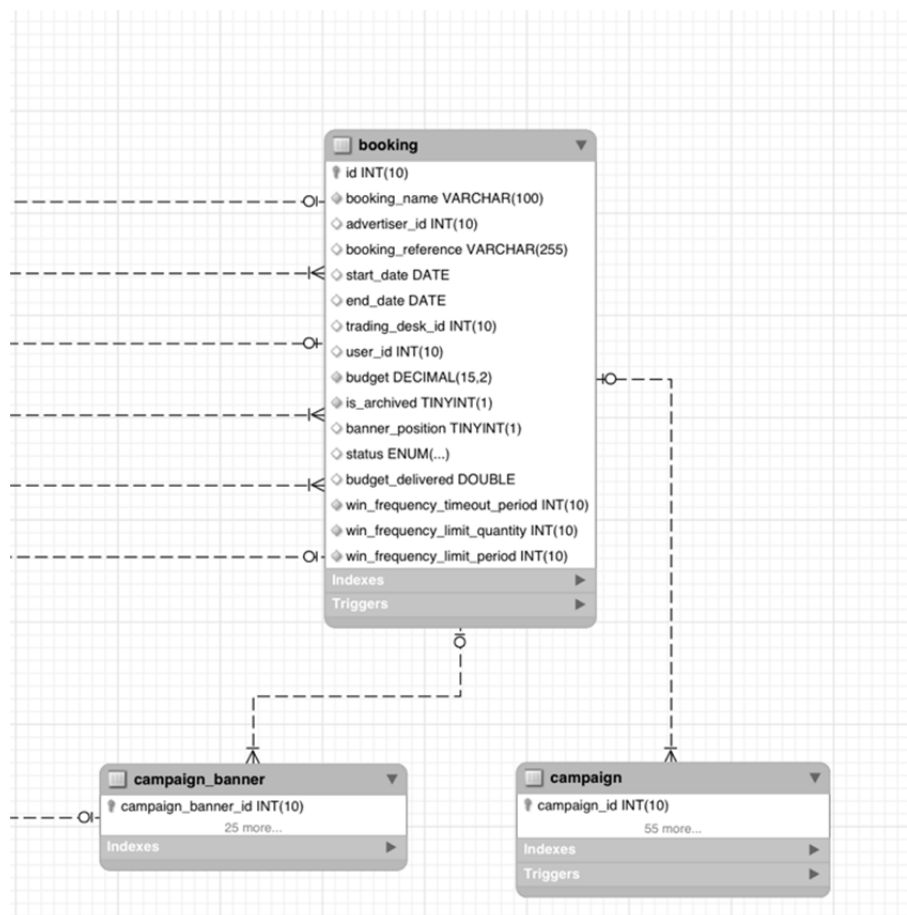 booking
id INT(10)
booking_name VARCHAR(100)
advertiser_id INT(10)
booking_reference VARCHAR(255)
start_date DATE
end_date DATE
trading_desk_id INT(10)
user_id INT(10)
budget DECIMAL(15,2)
is_archived TINYINT(1)
banner_position TINYINT(1)
status ENUM(...)
budget_delivered DOUBLE
win_frequency_timeout_period INT(10)
win_frequency_limit_quantity INT(10)
win_frequency_limit_period INT(10)
Indexes
Triggers
campaign_banner
campaign_banner_id INT(10)
25 more...
Indexes
campaign
campaign_id INT(10)
55 more...
Indexes
Triggers